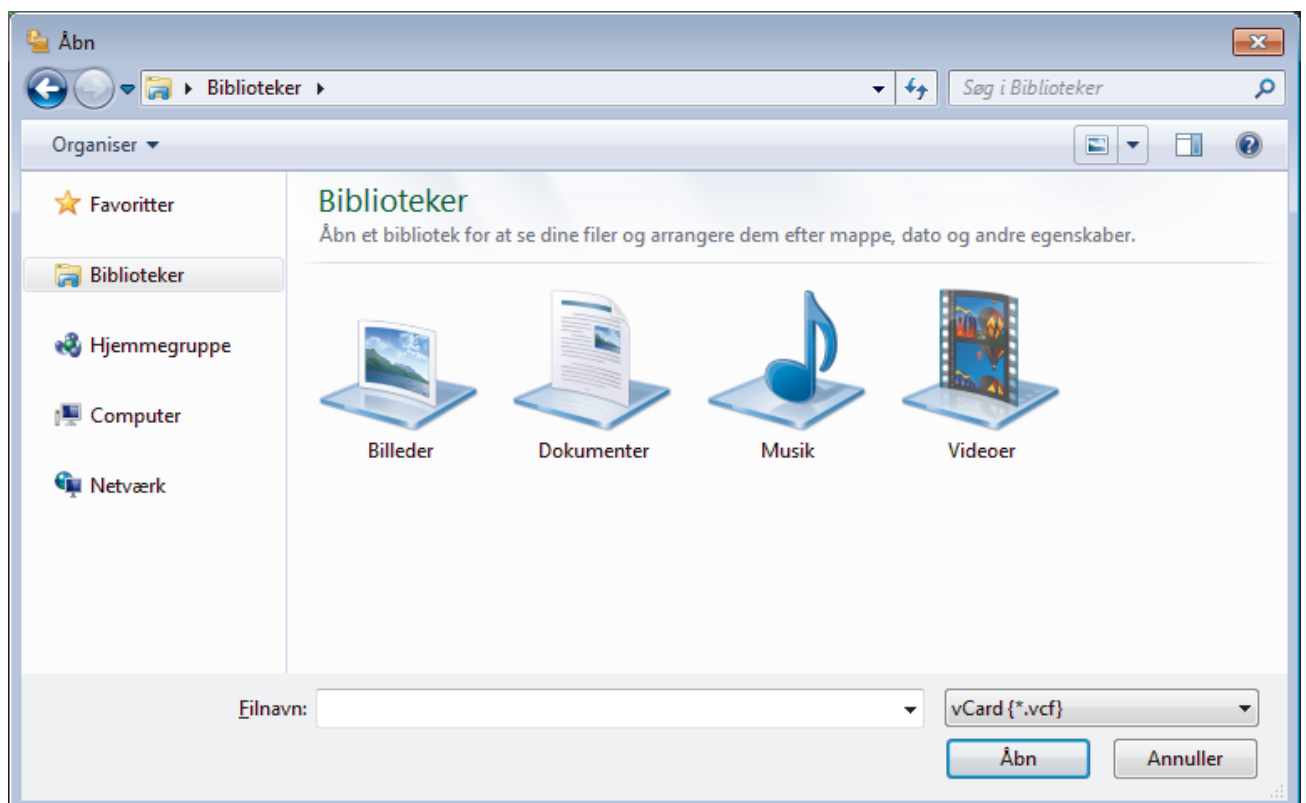 Åbn
Biblioteker
Søg i Biblioteker
Organiser
Favoritter
Biblioteker
Hjemmegruppe
Computer
Netværk
Biblioteker
Åbn et bibliotek for at se dine filer og arrangere dem efter mappe, dato og andre egenskaber.
Billeder
Dokumenter
Musik
Videoer
Filnavn:
vCard {*.vcf}
Åbn
Annuller